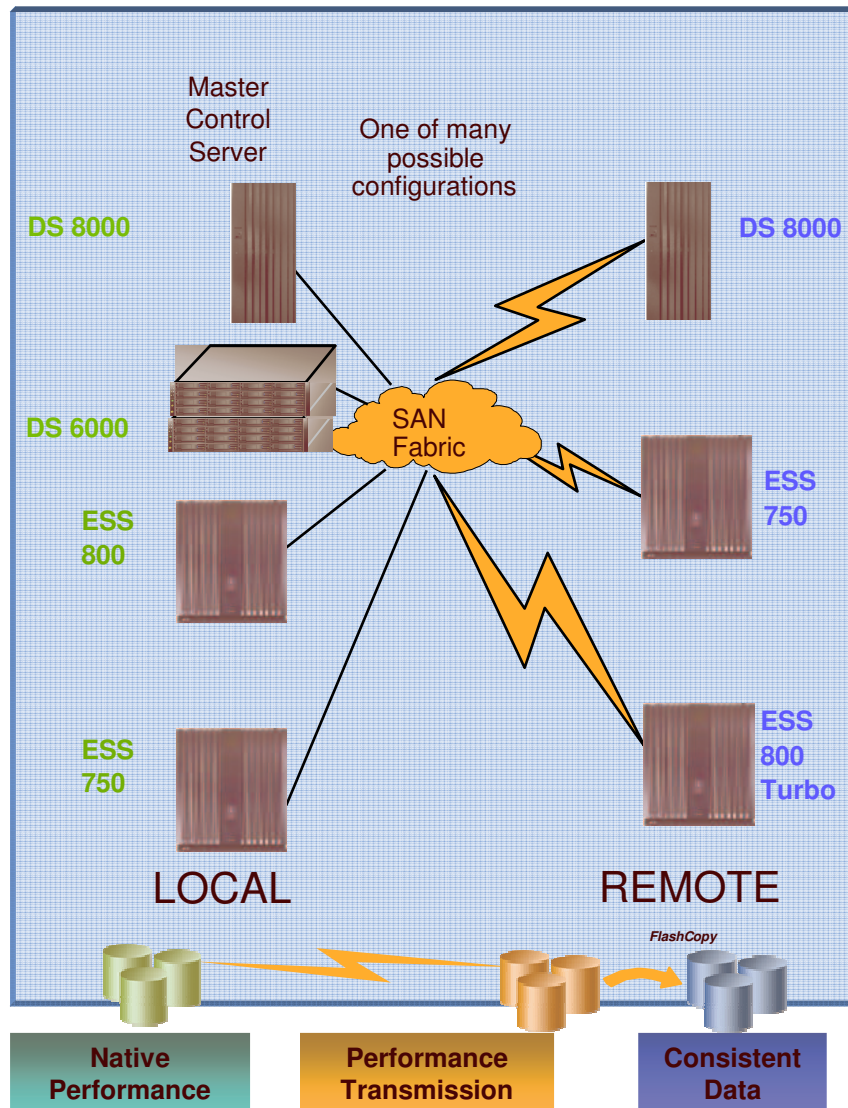 Master
Control
Server
One of many
possible
configurations
DS 8000
DS 8000
DS 6000
SAN
Fabric
ESS
800
ESS
750
ESS
750
ESS
800
Turbo
LOCAL
REMOTE
FlashCopy
Native
Performance
Performance
Transmission
Consistent
Data